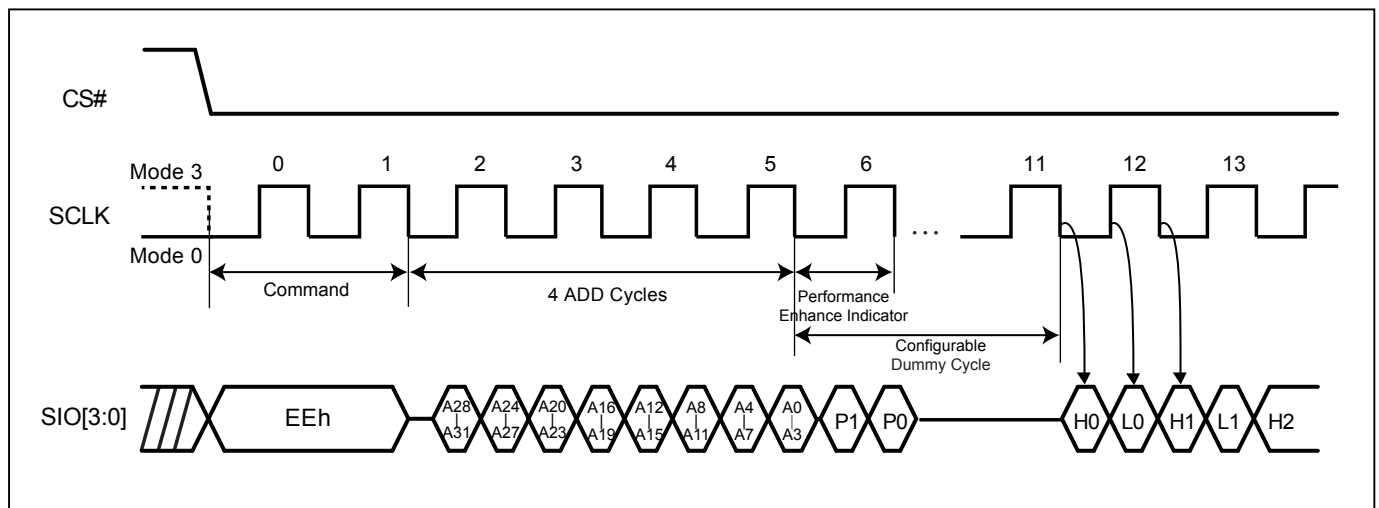 CS#
Mode 3
0 1 2 3 4 5 6 11 12 13
SCLK
...
Mode 0
Command
4 ADD Cycles
Performance
Enhance Indicator
Configurable
Dummy Cycle
SIO[3:0]
EEh
A28
A31
A24
A27
A20
A23
A16
A19
A12
A15
A8
A11
A4
A7
A0
A3
P1
P0
H0
L0
H1
L1
H2